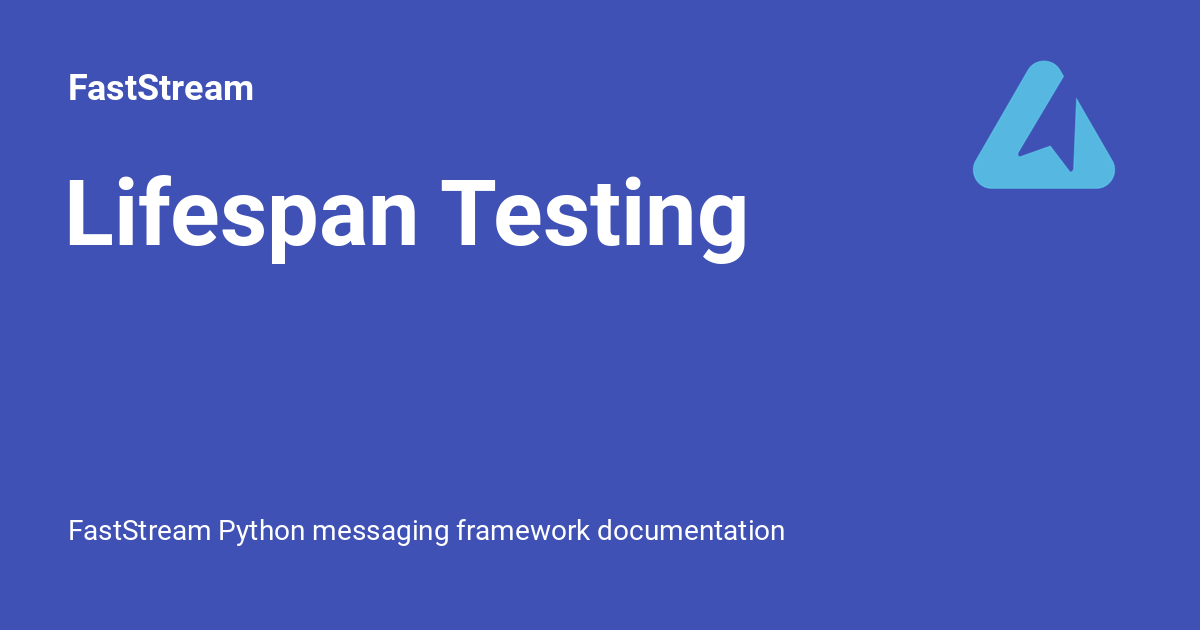 FastStream
Lifespan Testing
FastStream Python messaging framework documentation